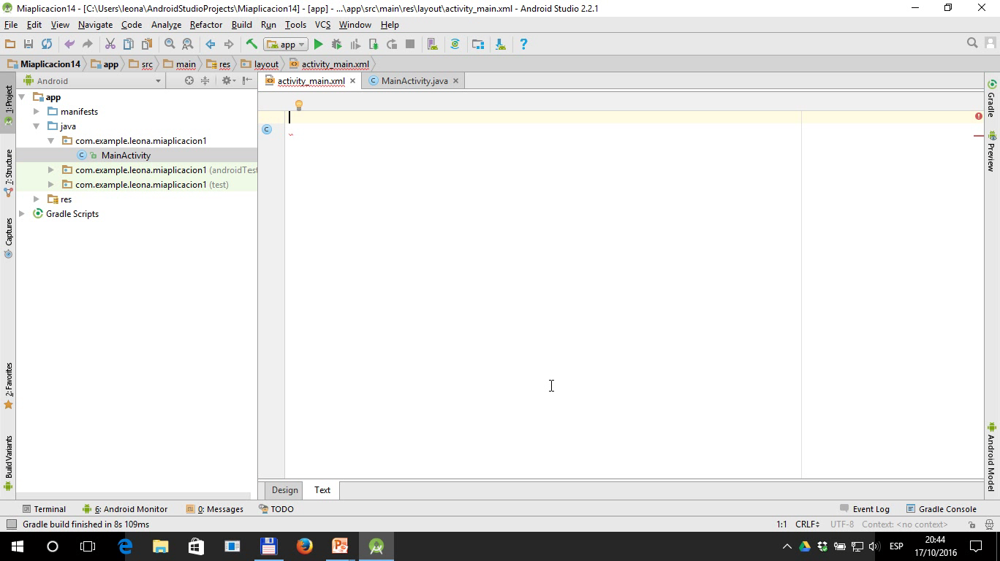 Miaplicacion14 - [C:\Users\leona\AndroidStudioProjects\Miaplicacion14] - [app] - ...\app\src\main\res\layout\activity_main.xml - Android Studio 2.2.1
File Edit View Navigate Code Analyze Refactor Build Run Tools VCS Window Help
app
Miaplicacion14 app src main res layout activity_main.xml
Android
activity_main.xml MainActivity.java
app
manifests
java
com.example.leona.miaplicacion1
MainActivity
com.example.leona.miaplicacion1 (androidTest
com.example.leona.miaplicacion1 (test)
res
Gradle Scripts
1: Project
7: Structure
Captures
2: Favorites
Build Variants
Gradle
Preview
Android Model
Design Text
Terminal 6: Android Monitor 0: Messages TODO Event Log Gradle Console
Gradle build finished in 8s 109ms 1:1 CRLF UTF-8 Context: <no context>
ESP 20:44
17/10/2016